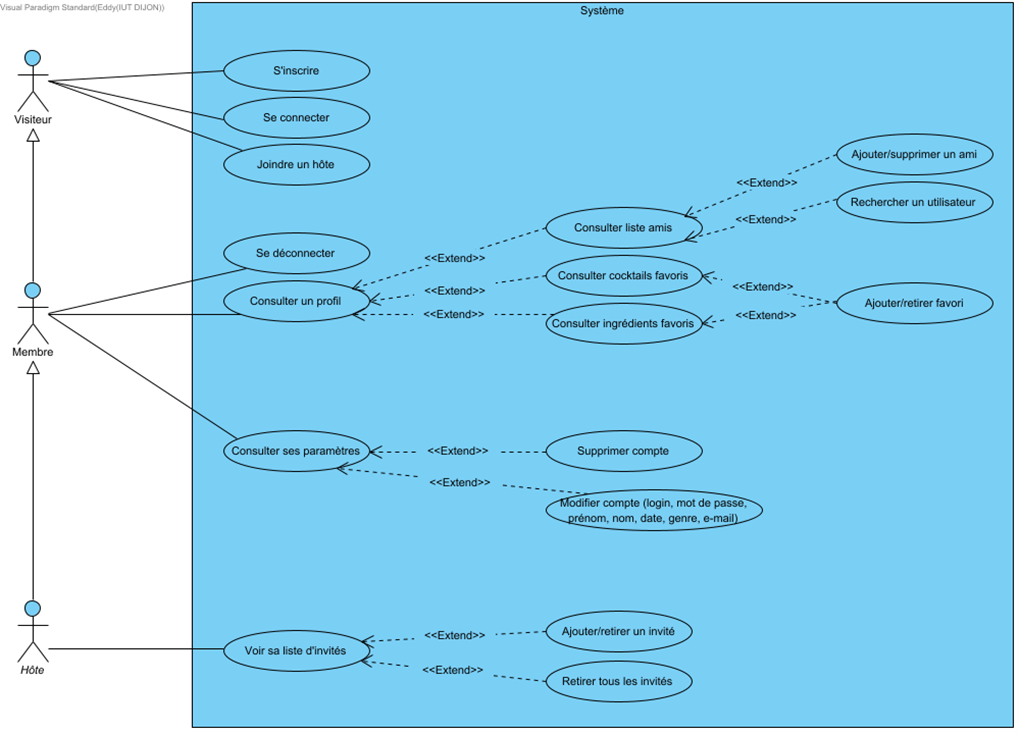 Visual Paradigm Standard(Eddy(IUT DIJON))
Système
S'inscrire
Se connecter
Visiteur
Joindre un hôte
Ajouter/supprimer un ami
<<Extend>>
Rechercher un utilisateur
<<Extend>>
Consulter liste amis
Se déconnecter
<<Extend>>
Consulter cocktails favoris
<<Extend>>
<<Extend>>
Consulter un profil
Ajouter/retirer favori
<<Extend>>
<<Extend>>
Consulter ingrédients favoris
Membre
Consulter ses paramètres
<<Extend>>
Supprimer compte
<<Extend>>
Modifier compte (login, mot de passe,
prénom, nom, date, genre, e-mail)
Ajouter/retirer un invité
<<Extend>>
Voir sa liste d'invités
Hôte
<<Extend>>
Retirer tous les invités